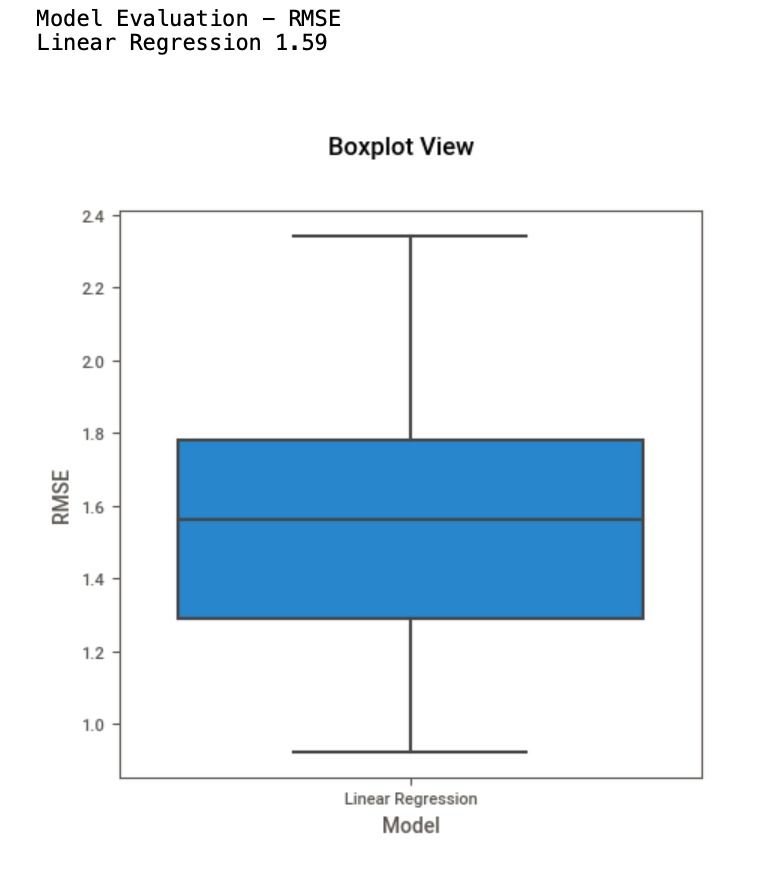 Model Evaluation – RMSE
Linear Regression 1.59
Boxplot View
2.4
2.2
2.0
1.8
1.6
1.4
1.2
1.0
RMSE
Linear Regression
Model